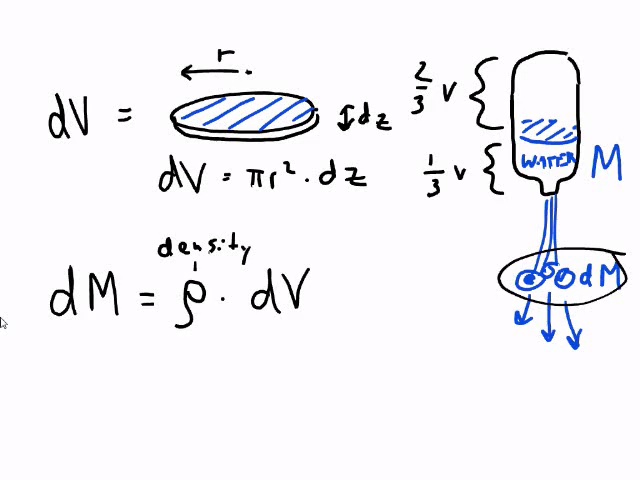 r
dV = dz
dV = πr² · dz
density
dM = ρ · dV
2/3 V
1/3 V
WATER M
dM